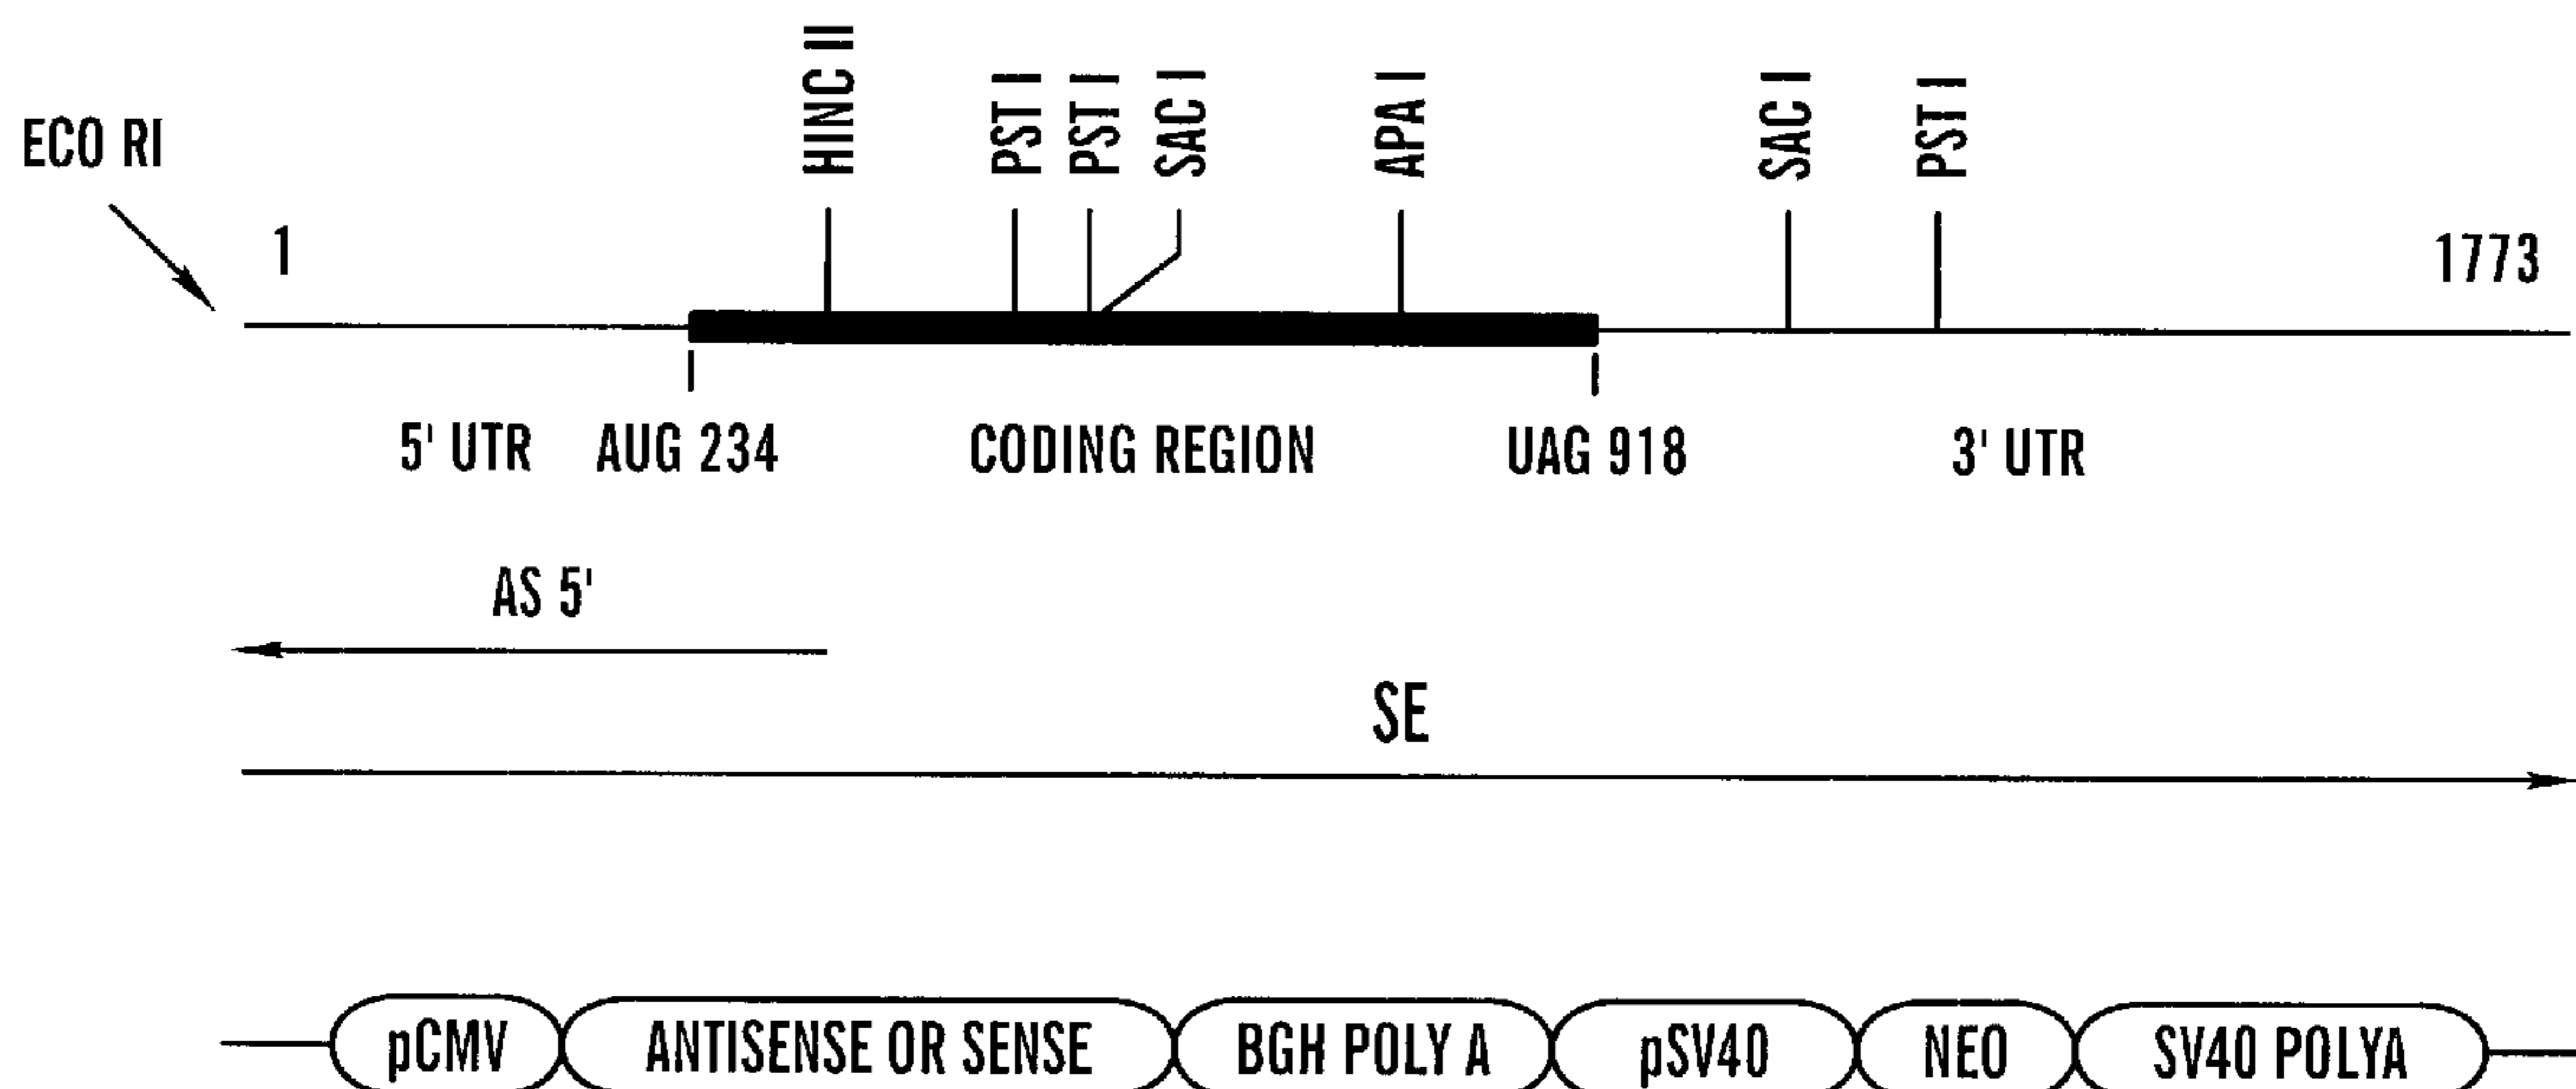 HINC II
PST I
PST I
SAC I
APA I
SAC I
PST I
ECO RI
1
1773
5' UTR
AUG 234
CODING REGION
UAG 918
3' UTR
AS 5'
SE
pCMV
ANTISENSE OR SENSE
BGH POLY A
pSV40
NEO
SV40 POLYA